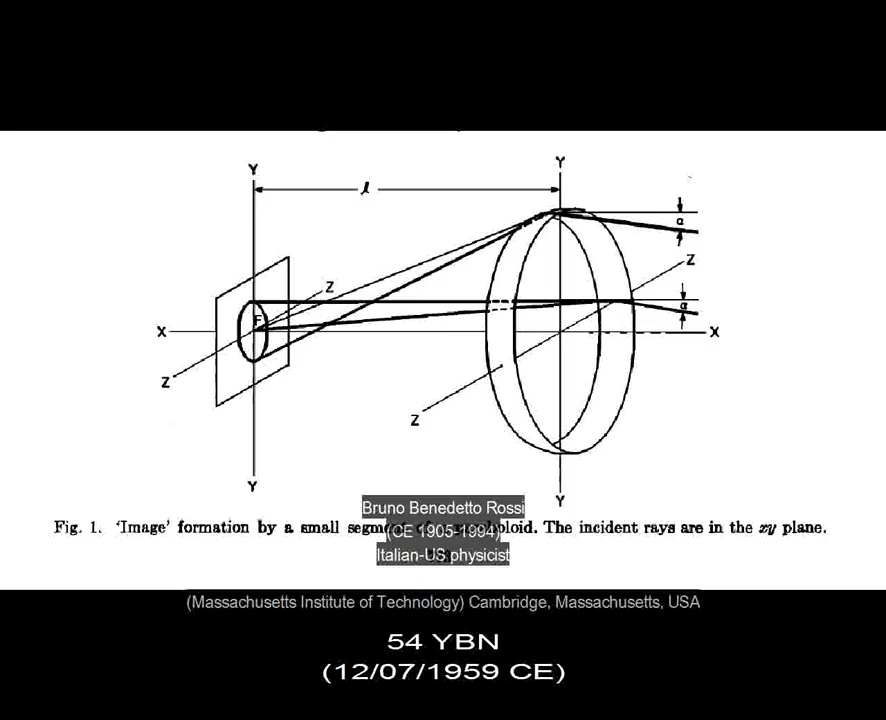 Y
Y
l
a
Z
Z
a
F
X
X
Z
Z
Y
Y
Fig. 1. 'Image' formation by a small segment of The incident rays are in the xy plane.
Bruno Benedetto Rossi
(CE 1905-1994)
Italian-US physicist
(Massachusetts Institute of Technology) Cambridge, Massachusetts, USA
54 YBN
(12/07/1959 CE)